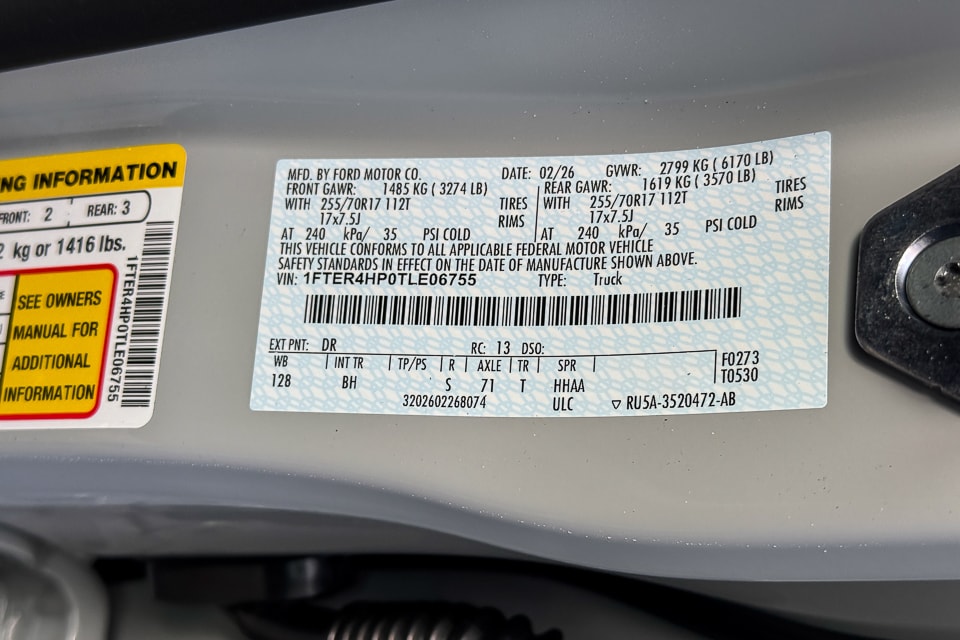 NG INFORMATION
FRONT: 2 REAR: 3
kg or 1416 lbs.
SEE OWNERS
MANUAL FOR
ADDITIONAL
INFORMATION
1FTER4HP0TLE06755
MFD. BY FORD MOTOR CO. DATE: 02/26 GVWR: 2799 KG ( 6170 LB)
FRONT GAWR: 1485 KG ( 3274 LB) REAR GAWR: 1619 KG ( 3570 LB)
WITH 255/70R17 112T TIRES WITH 255/70R17 112T TIRES
17x7.5J RIMS 17x7.5J RIMS
AT 240 kPa/ 35 PSI COLD AT 240 kPa/ 35 PSI COLD
THIS VEHICLE CONFORMS TO ALL APPLICABLE FEDERAL MOTOR VEHICLE
SAFETY STANDARDS IN EFFECT ON THE DATE OF MANUFACTURE SHOWN ABOVE.
VIN: 1FTER4HP0TLE06755 TYPE: Truck
EXT PNT: DR RC: 13 DSO:
WB INT TR TP/PS R AXLE TR SPR F0273
128 BH S 71 T HHAA T0530
3202602268074 ULC ▽ RU5A-3520472-AB